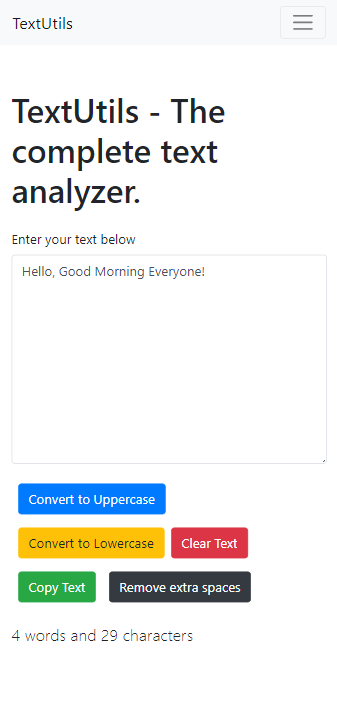 TextUtils
TextUtils - The
complete text
analyzer.
Enter your text below
Hello, Good Morning Everyone!
Convert to Uppercase
Convert to Lowercase Clear Text
Copy Text Remove extra spaces
4 words and 29 characters